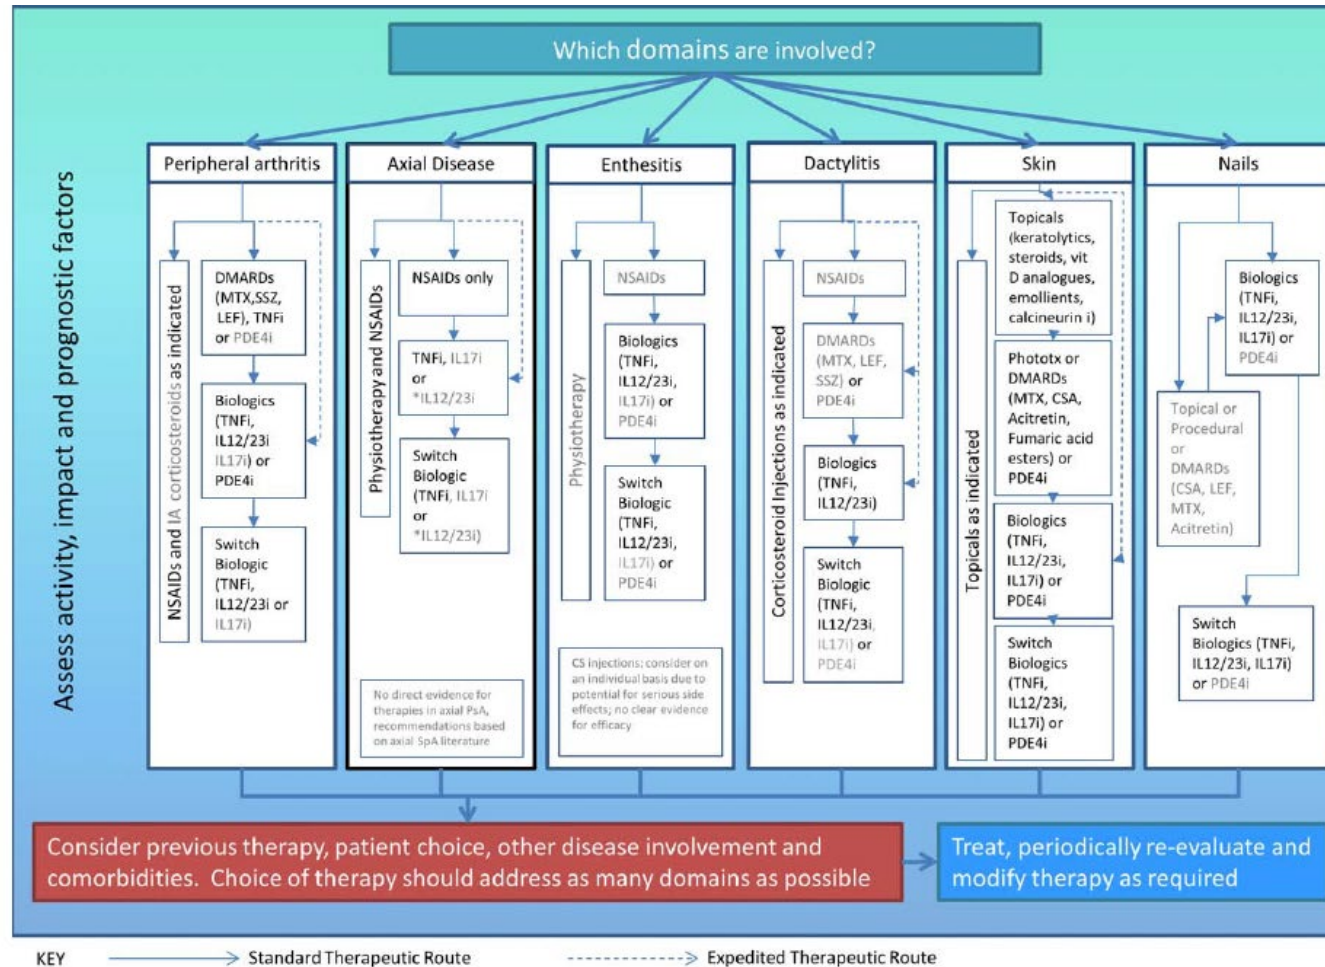 Which domains are involved?
Assess activity, impact and prognostic factors
Peripheral arthritis
NSAIDs and IA corticosteroids as indicated
DMARDs
(MTX,SSZ,
LEF), TNFi
or PDE4i
Biologics
(TNFi,
IL12/23i
IL17i) or
PDE4i
Switch
Biologic
(TNFi,
IL12/23i or
IL17i)
Axial Disease
Physiotherapy and NSAIDs
NSAIDs only
TNFi, IL17i
or
*IL12/23i
Switch
Biologic
(TNFi, IL17i
or
*IL12/23i)
No direct evidence for
therapies in axial PsA,
recommendations based
on axial SpA literature
Enthesitis
Physiotherapy
NSAIDs
Biologics
(TNFi,
IL12/23i,
IL17i) or
PDE4i
Switch
Biologic
(TNFi,
IL12/23i,
IL17i) or
PDE4i
CS injections; consider on
an individual basis due to
potential for serious side
effects; no clear evidence
for efficacy
Dactylitis
Corticosteroid Injections as indicated
NSAIDs
DMARDs
(MTX, LEF,
SSZ) or
PDE4i
Biologics
(TNFi,
IL12/23i)
Switch
Biologic
(TNFi,
IL12/23i,
IL17i) or
PDE4i
Skin
Topicals as indicated
Topicals
(keratolytics,
steroids, vit
D analogues,
emollients,
calcineurin i)
Phototx or
DMARDs
(MTX, CSA,
Acitretin,
Fumaric acid
esters) or
PDE4i
Biologics
(TNFi,
IL12/23i,
IL17i) or
PDE4i
Switch
Biologics
(TNFi,
IL12/23i,
IL17i) or
PDE4i
Nails
Biologics
(TNFi,
IL12/23i,
IL17i) or
PDE4i
Topical or
Procedural
or
DMARDs
(CSA, LEF,
MTX,
Acitretin)
Switch
Biologics (TNFi,
IL12/23i, IL17i)
or PDE4i
Consider previous therapy, patient choice, other disease involvement and
comorbidities. Choice of therapy should address as many domains as possible
Treat, periodically re-evaluate and
modify therapy as required
KEY
Standard Therapeutic Route
Expedited Therapeutic Route